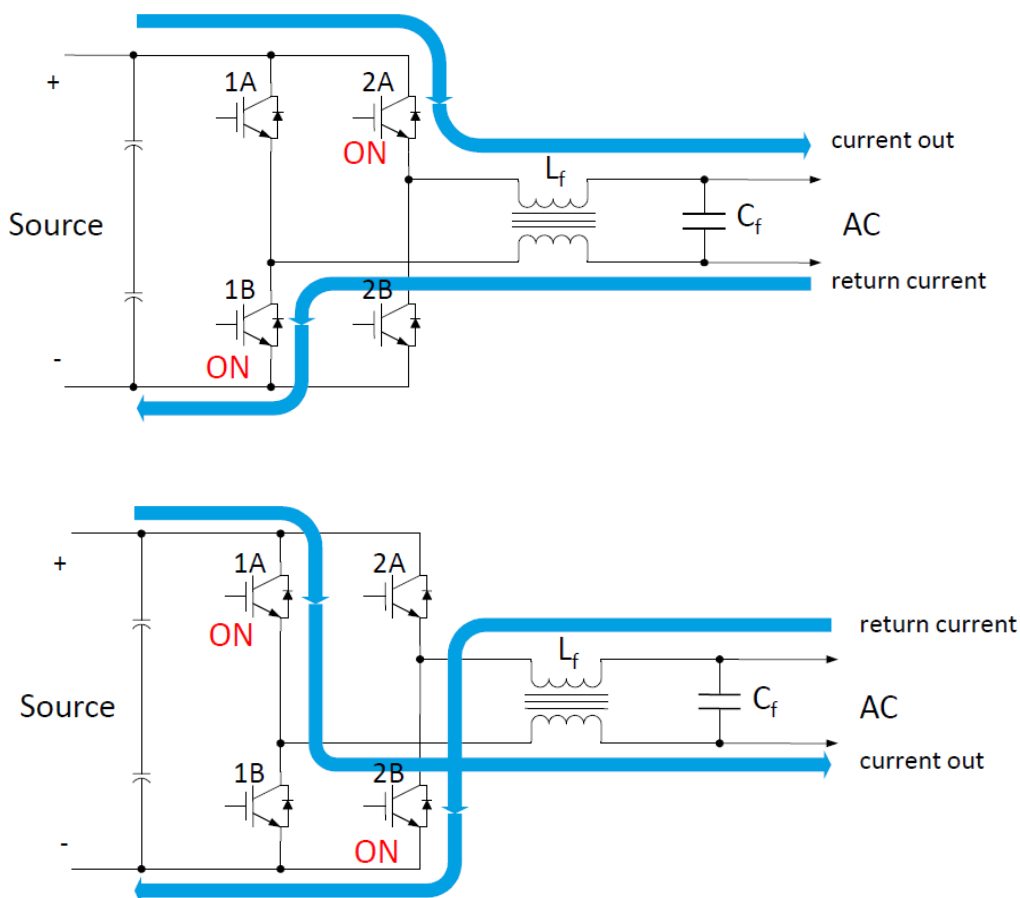 +
1A
2A
ON
current out
Lf
Source
Cf
AC
1B
2B
return current
-
ON
+
1A
2A
ON
return current
Lf
Source
Cf
AC
1B
2B
current out
-
ON